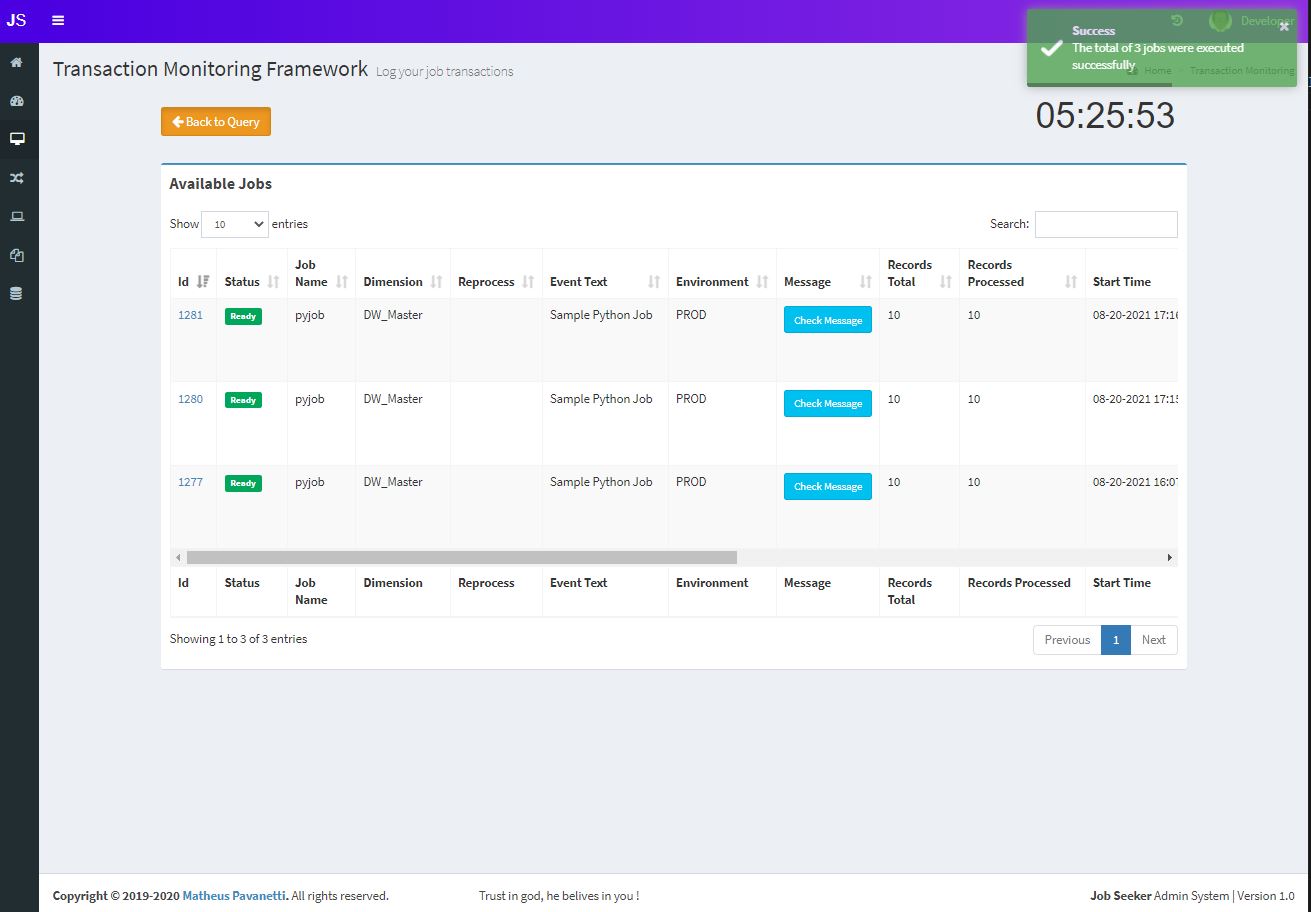 JS
Developer
Success
The total of 3 jobs were executed
successfully
Transaction Monitoring Framework Log your job transactions
Home > Transaction Monitoring
Back to Query
05:25:53
Available Jobs
Show 10 entries
Search:
Id Status Job Name Dimension Reprocess Event Text Environment Message Records Total Records Processed Start Time
1281 Ready pyjob DW_Master Sample Python Job PROD Check Message 10 10 08-20-2021 17:16
1280 Ready pyjob DW_Master Sample Python Job PROD Check Message 10 10 08-20-2021 17:15
1277 Ready pyjob DW_Master Sample Python Job PROD Check Message 10 10 08-20-2021 16:07
Id Status Job Name Dimension Reprocess Event Text Environment Message Records Total Records Processed Start Time
Showing 1 to 3 of 3 entries
Previous 1 Next
Copyright © 2019-2020 Matheus Pavanetti. All rights reserved.
Trust in god, he belives in you !
Job Seeker Admin System | Version 1.0